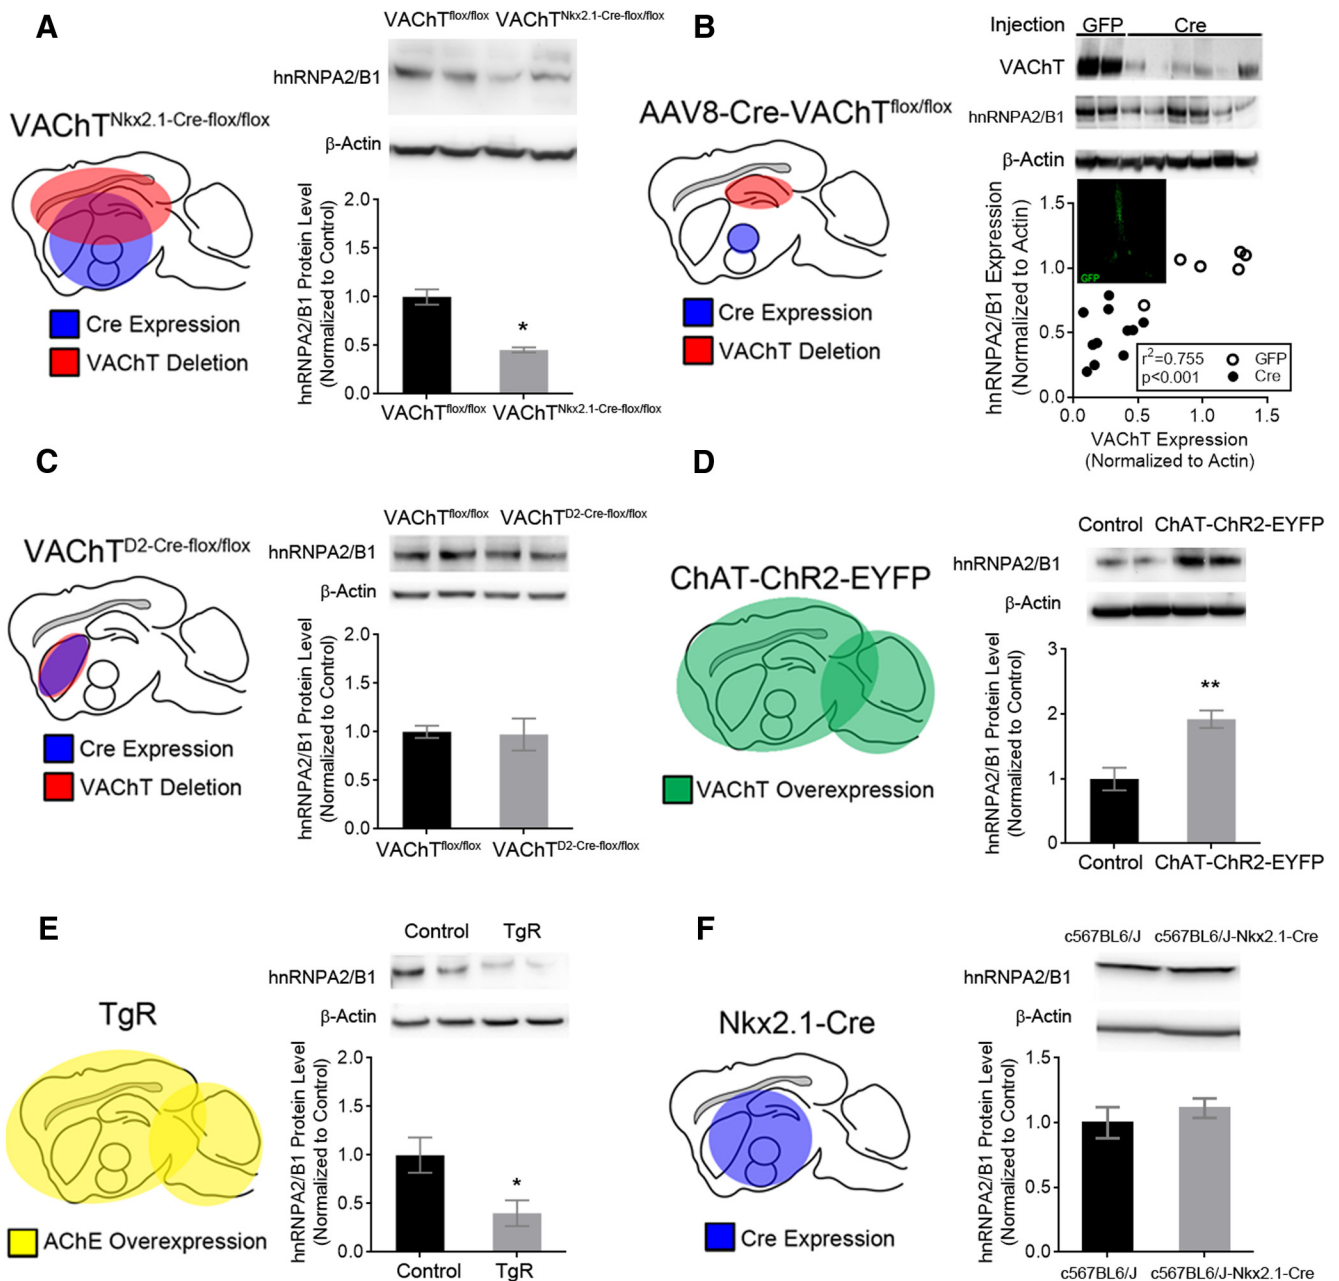 A
VAChTflox/flox VAChTNkx2.1-Cre-flox/flox
hnRNPA2/B1
β-Actin
VAChTNkx2.1-Cre-flox/flox
Cre Expression
VAChT Deletion
hnRNPA2/B1 Protein Level
(Normalized to Control)
2.0
1.5
1.0
0.5
0.0
*
VAChTflox/flox VAChTNkx2.1-Cre-flox/flox
B
Injection GFP Cre
VAChT
hnRNPA2/B1
β-Actin
AAV8-Cre-VAChTflox/flox
Cre Expression
VAChT Deletion
hnRNPA2/B1 Expression
(Normalized to Actin)
1.5
1.0
0.5
0.0
GFP
r2=0.755 GFP
p<0.001 Cre
0.0 0.5 1.0 1.5
VAChT Expression
(Normalized to Actin)
C
VAChTflox/flox VAChTD2-Cre-flox/flox
hnRNPA2/B1
β-Actin
VAChTD2-Cre-flox/flox
Cre Expression
VAChT Deletion
hnRNPA2/B1 Protein Level
(Normalized to Control)
2.0
1.5
1.0
0.5
0.0
VAChTflox/flox VAChTD2-Cre-flox/flox
D
Control ChAT-ChR2-EYFP
hnRNPA2/B1
β-Actin
ChAT-ChR2-EYFP
VAChT Overexpression
hnRNPA2/B1 Protein Level
(Normalized to Control)
3
2
1
0
**
Control ChAT-ChR2-EYFP
E
Control TgR
hnRNPA2/B1
β-Actin
TgR
AChE Overexpression
hnRNPA2/B1 Protein Level
(Normalized to Control)
2.0
1.5
1.0
0.5
0.0
*
Control TgR
F
c567BL6/J c567BL6/J-Nkx2.1-Cre
hnRNPA2/B1
β-Actin
Nkx2.1-Cre
Cre Expression
hnRNPA2/B1 Protein Level
(Normalized to Control)
1.5
1.0
0.5
0.0
c567BL6/J c567BL6/J-Nkx2.1-Cre